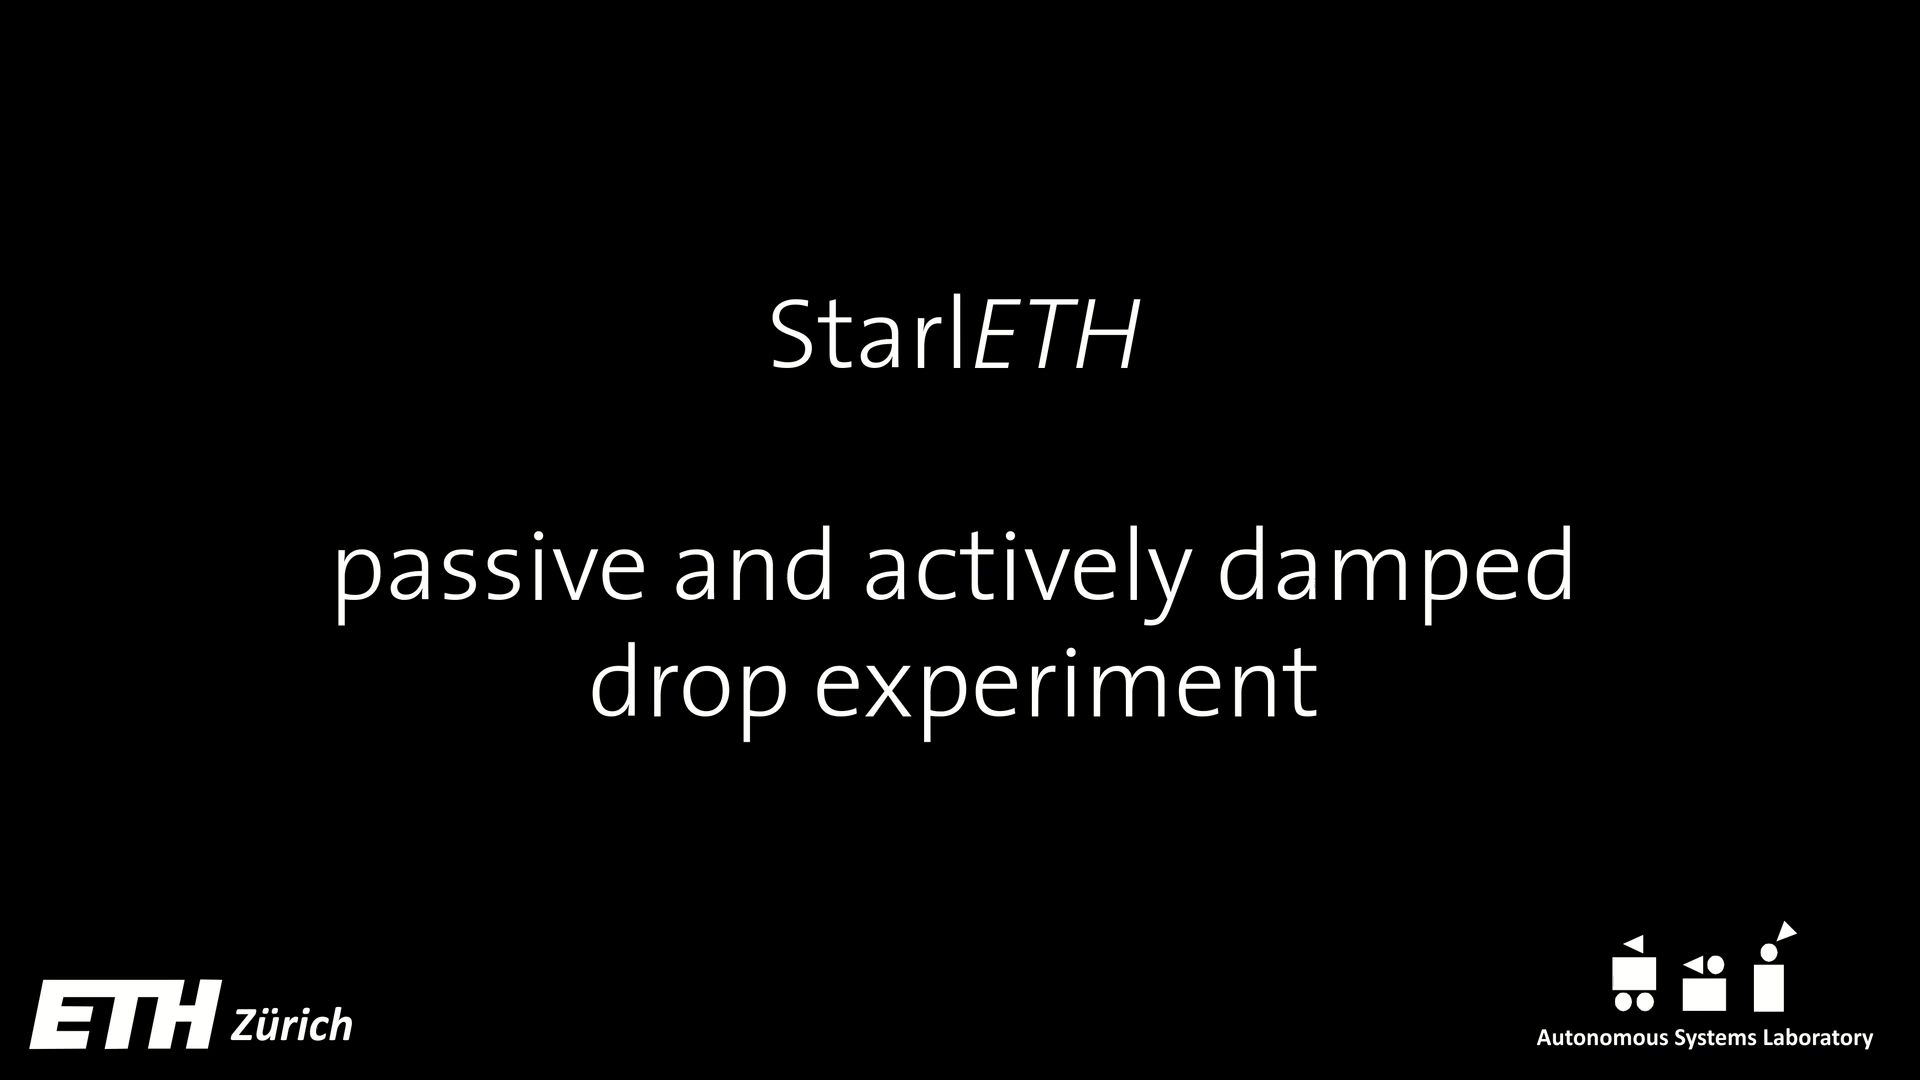 StarlETH
passive and actively damped
drop experiment
ETH Zürich
Autonomous Systems Laboratory